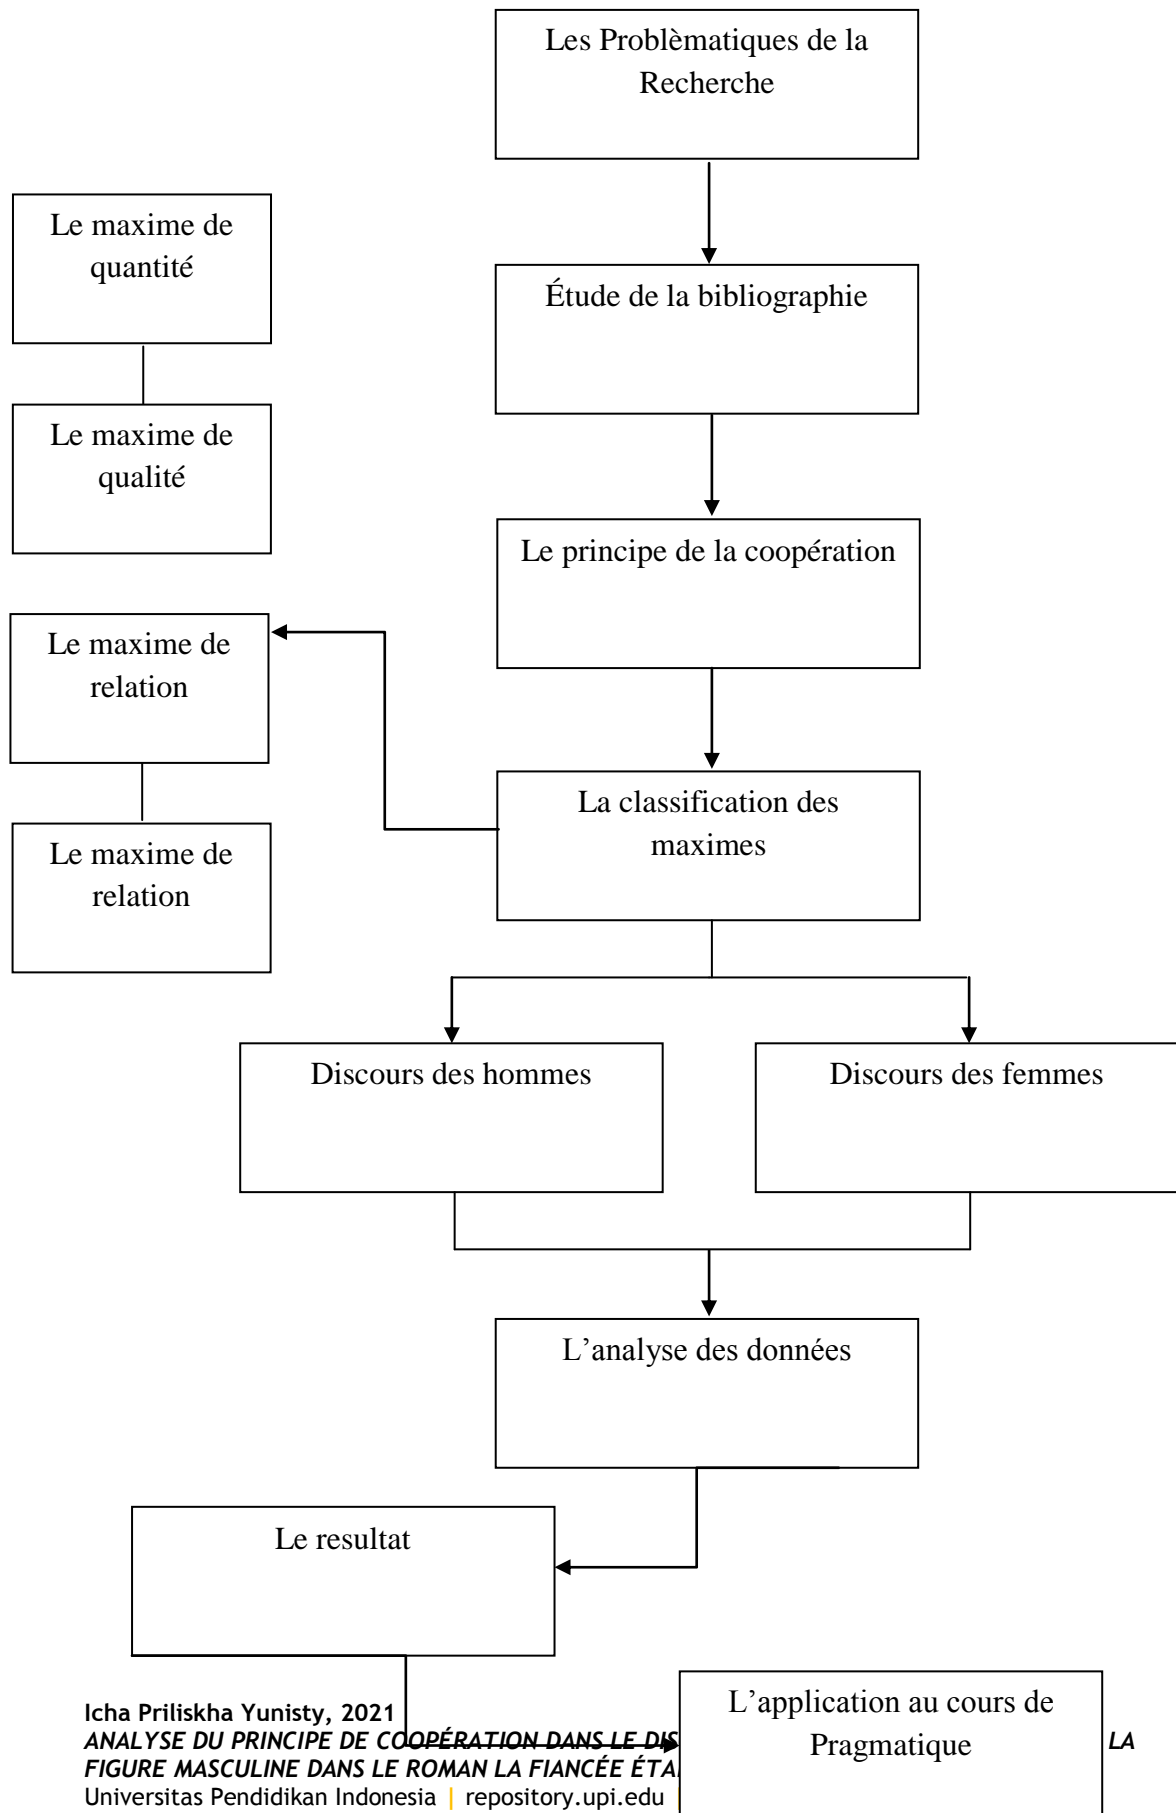 Les Problèmatiques de la
Recherche
Le maxime de
quantité
Étude de la bibliographie
Le maxime de
qualité
Le principe de la coopération
Le maxime de
relation
La classification des
maximes
Le maxime de
relation
Discours des hommes
Discours des femmes
L’analyse des données
Le resultat
L’application au cours de
Pragmatique
Icha Priliskha Yunisty, 2021
ANALYSE DU PRINCIPE DE COOPÉRATION DANS LE DIS LA
FIGURE MASCULINE DANS LE ROMAN LA FIANCÉE ÉTA
Universitas Pendidikan Indonesia | repository.upi.edu |